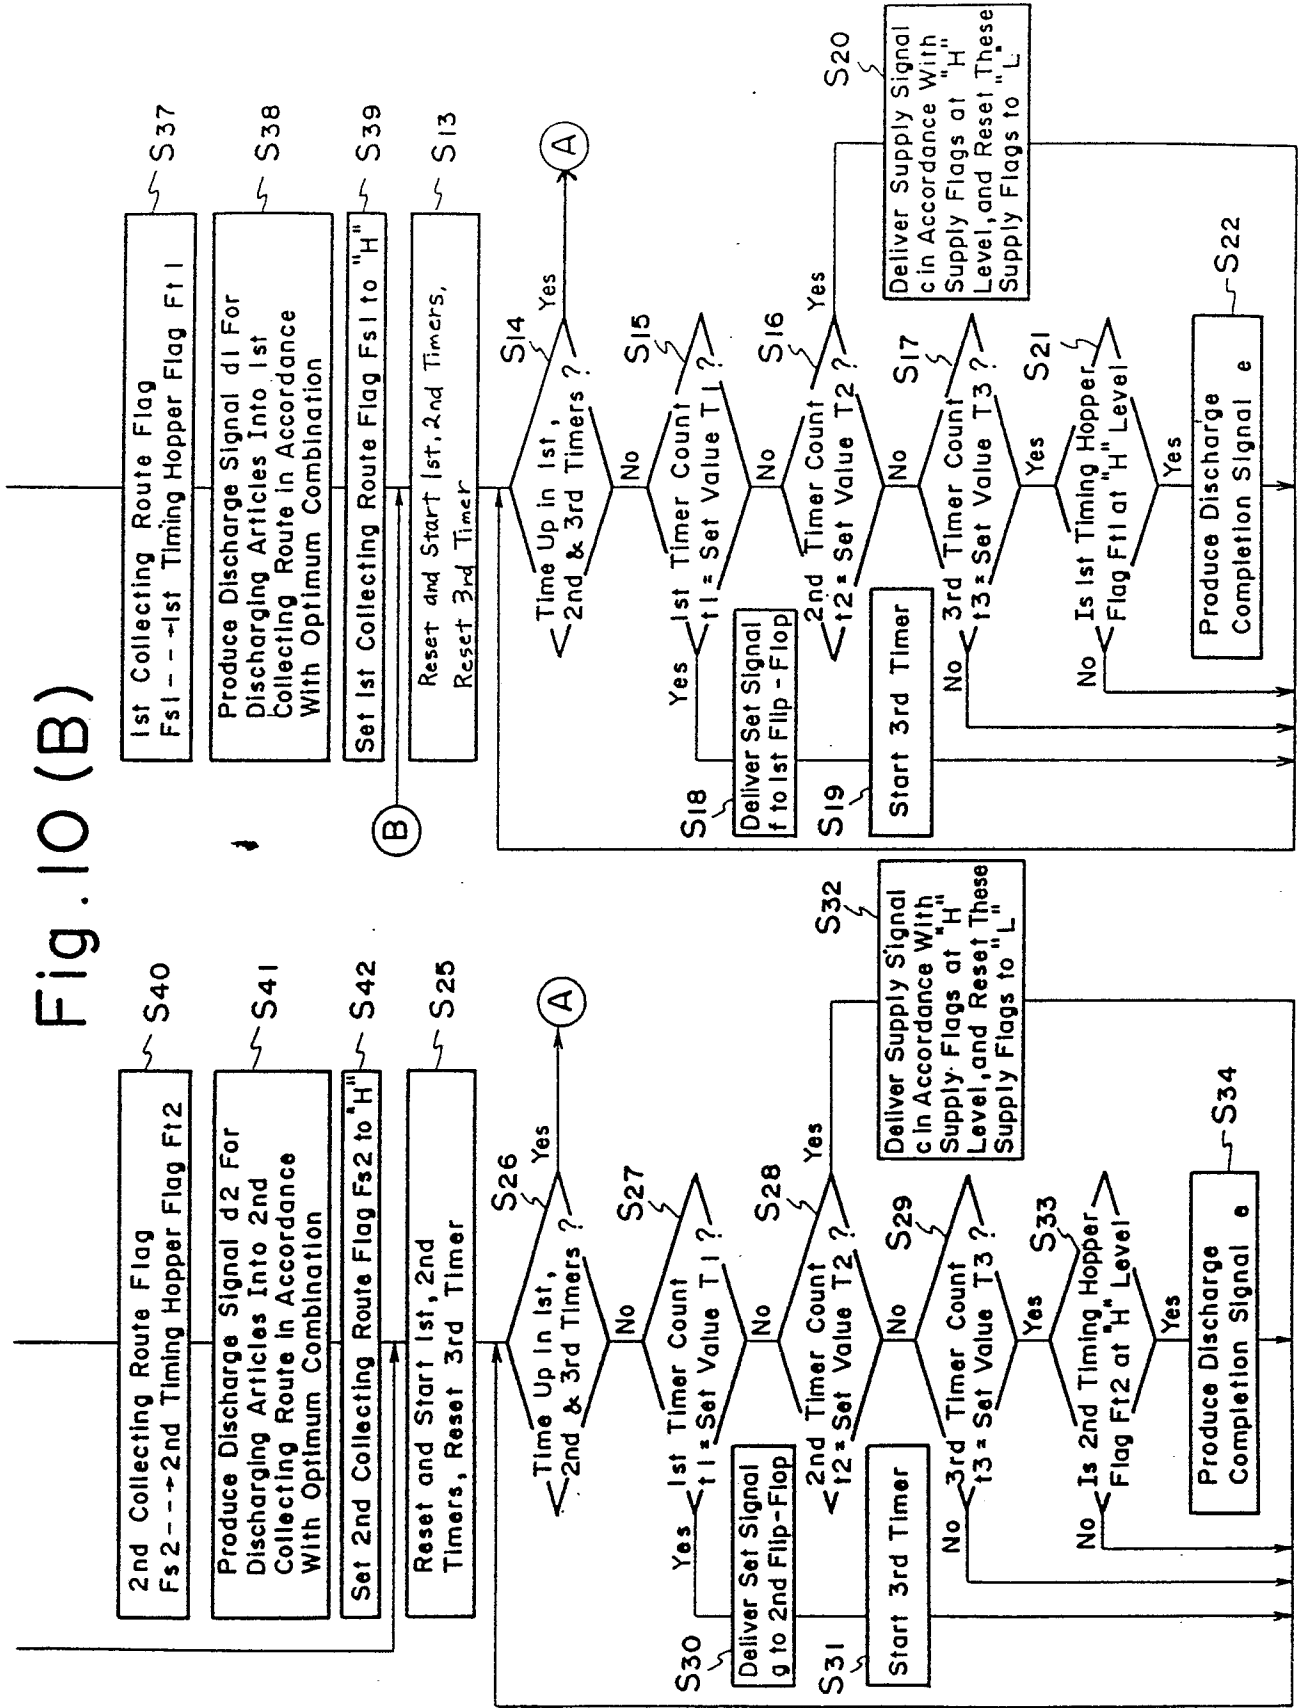 Fig. 10 (B)
2nd Collecting Route Flag
Fs2--→2nd Timing Hopper Flag Ft2
S40
Produce Discharge Signal d2 For
Discharging Articles Into 2nd
Collecting Route in Accordance
With Optimum Combination
S41
Set 2nd Collecting Route Flag Fs2 to "H"
S42
Reset and Start 1st, 2nd
Timers, Reset 3rd Timer
S25
Time Up in 1st,
2nd & 3rd Timers ?
S26
Yes
A
No
1st Timer Count
t1 = Set Value T1 ?
S27
Yes
No
Deliver Set Signal
g to 2nd Flip-Flop
S30
2nd Timer Count
t2 = Set Value T2 ?
S28
Yes
No
Deliver Supply Signal
c in Accordance With
Supply Flags at "H"
Level, and Reset These
Supply Flags to "L"
S32
Start 3rd Timer
S31
3rd Timer Count
t3 = Set Value T3 ?
S29
No
Yes
Is 2nd Timing Hopper
Flag Ft2 at "H" Level
S33
No
Yes
Produce Discharge
Completion Signal e
S34
1st Collecting Route Flag
Fs1--→1st Timing Hopper Flag Ft1
S37
Produce Discharge Signal d1 For
Discharging Articles Into 1st
Collecting Route in Accordance
With Optimum Combination
S38
Set 1st Collecting Route Flag Fs1 to "H"
S39
B
Reset and Start 1st, 2nd Timers,
Reset 3rd Timer
S13
Time Up in 1st,
2nd & 3rd Timers ?
S14
Yes
A
No
1st Timer Count
t1 = Set Value T1 ?
S15
Yes
No
Deliver Set Signal
f to 1st Flip-Flop
S18
2nd Timer Count
t2 = Set Value T2 ?
S16
Yes
No
Deliver Supply Signal
c in Accordance With
Supply Flags at "H"
Level, and Reset These
Supply Flags to "L"
S20
Start 3rd Timer
S19
3rd Timer Count
t3 = Set Value T3 ?
S17
No
Yes
Is 1st Timing Hopper
Flag Ft1 at "H" Level
S21
No
Yes
Produce Discharge
Completion Signal e
S22